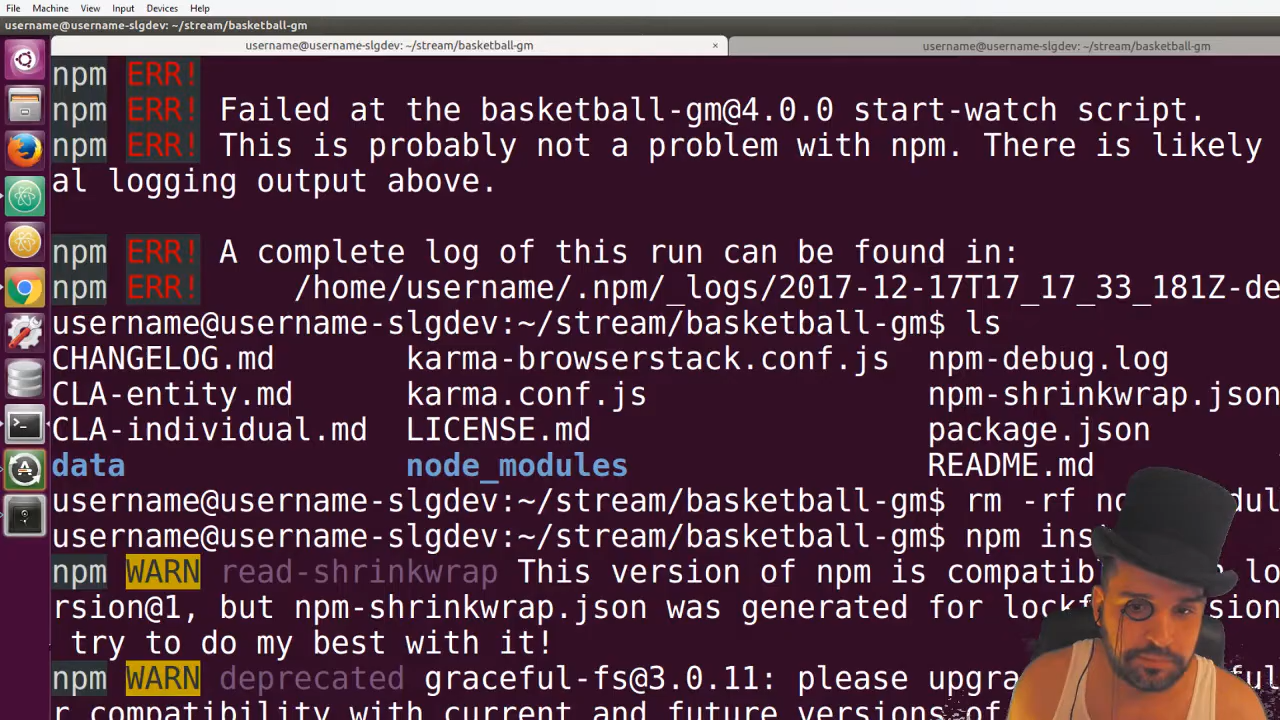 File Machine View Input Devices Help
username@username-slgdev: ~/stream/basketball-gm
username@username-slgdev: ~/stream/basketball-gm × username@username-slgdev: ~/stream/basketball-gm
npm ERR!
npm ERR! Failed at the basketball-gm@4.0.0 start-watch script.
npm ERR! This is probably not a problem with npm. There is likely
al logging output above.
npm ERR! A complete log of this run can be found in:
npm ERR! /home/username/.npm/_logs/2017-12-17T17_17_33_181Z-de
username@username-slgdev:~/stream/basketball-gm$ ls
CHANGELOG.md karma-browserstack.conf.js npm-debug.log
CLA-entity.md karma.conf.js npm-shrinkwrap.json
CLA-individual.md LICENSE.md package.json
data node_modules README.md
username@username-slgdev:~/stream/basketball-gm$ rm -rf
username@username-slgdev:~/stream/basketball-gm$ npm
npm WARN read-shrinkwrap This version of npm is
rsion@1, but npm-shrinkwrap.json was generated for
try to do my best with it!
npm WARN deprecated graceful-fs@3.0.11: please
r compatibility with current and future versions of